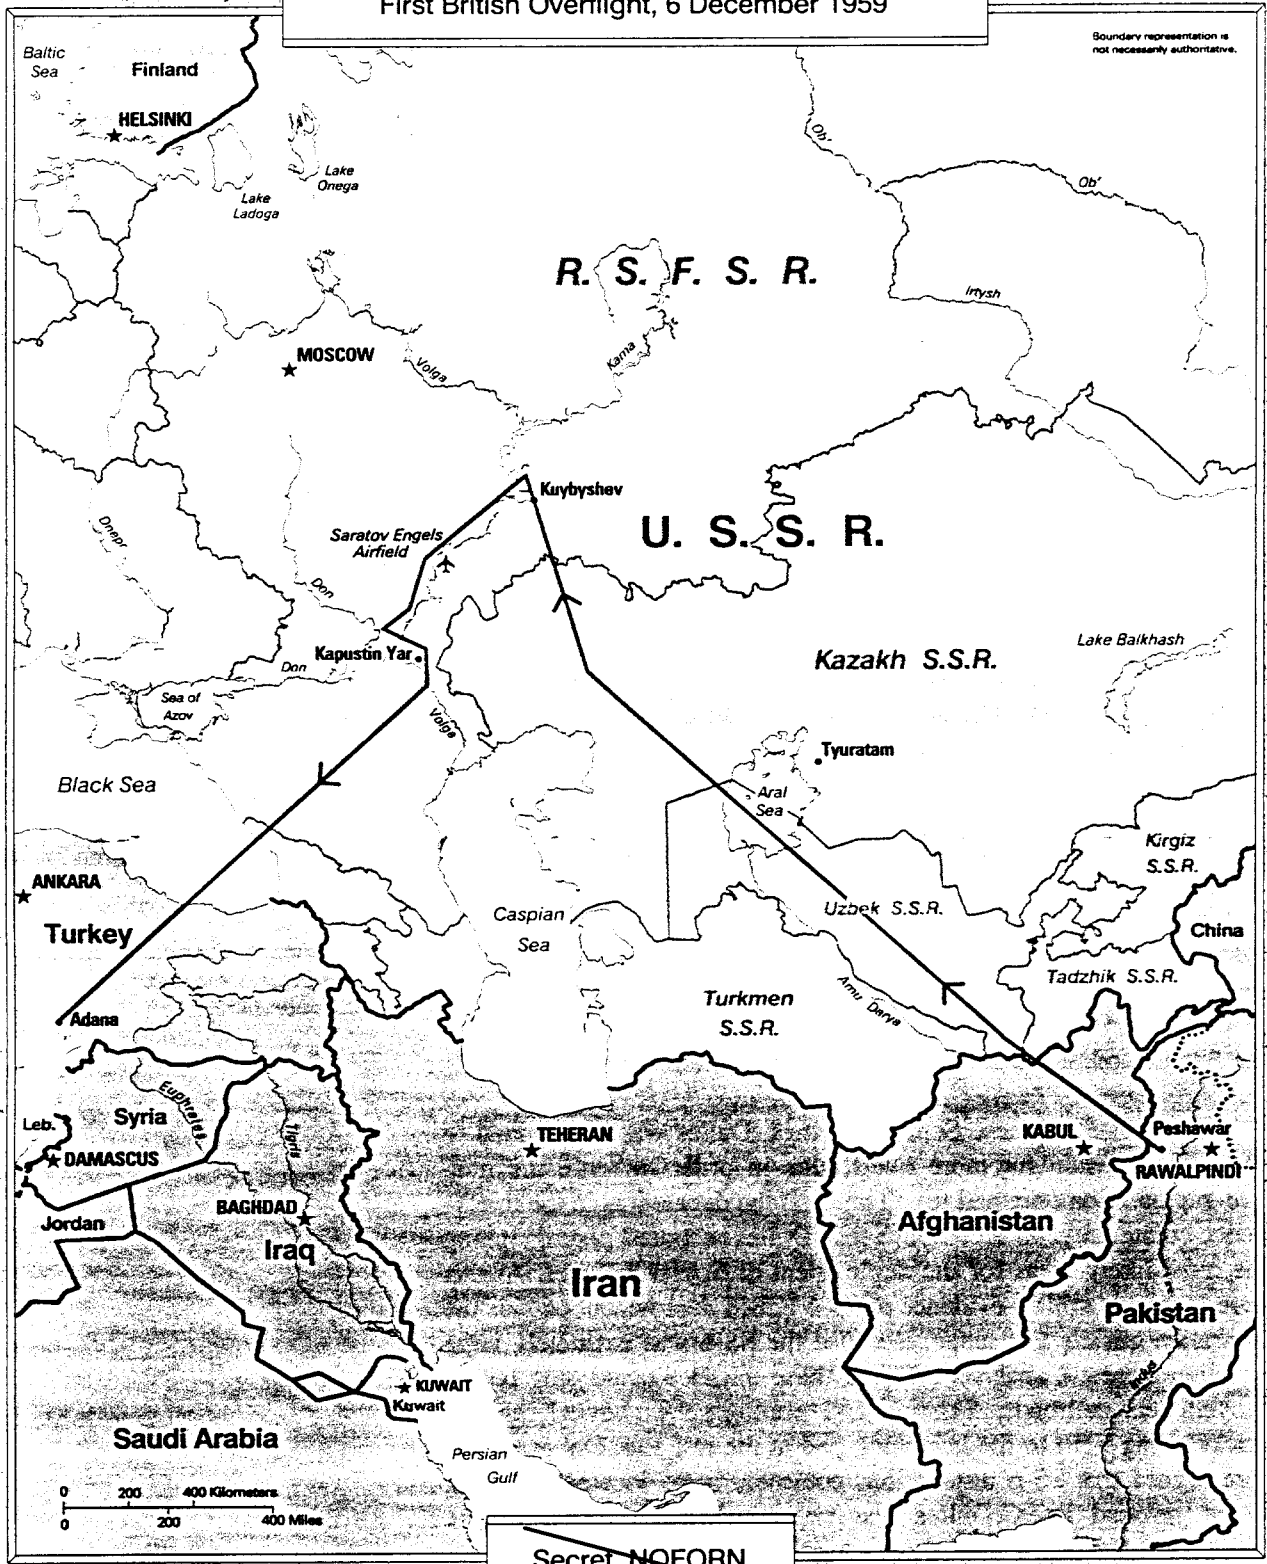 First British Overflight, 6 December 1959
Boundary representation is
not necessarily authoritative.
Baltic
Sea
Finland
HELSINKI
Lake
Onega
Lake
Ladoga
Ob'
Ob'
R. S. F. S. R.
Irtysh
MOSCOW
Volga
Kama
Kuybyshev
U. S. S. R.
Saratov Engels
Airfield
Dnepr
Don
Kapustin Yar
Don
Sea of
Azov
Volga
Kazakh S.S.R.
Lake Balkhash
Tyuratam
Black Sea
Aral
Sea
Kirgiz
S.S.R.
ANKARA
Turkey
Caspian
Sea
Uzbek S.S.R.
China
Tadzhik S.S.R.
Turkmen
S.S.R.
Amu Darya
Adana
Euphrates
Syria
Leb.
Tigris
TEHERAN
KABUL
Peshawar
DAMASCUS
RAWALPINDI
BAGHDAD
Jordan
Iraq
Afghanistan
Iran
Pakistan
Indus
KUWAIT
Kuwait
Saudi Arabia
Persian
Gulf
0 200 400 Kilometers
0 200 400 Miles
Secret NOFORN